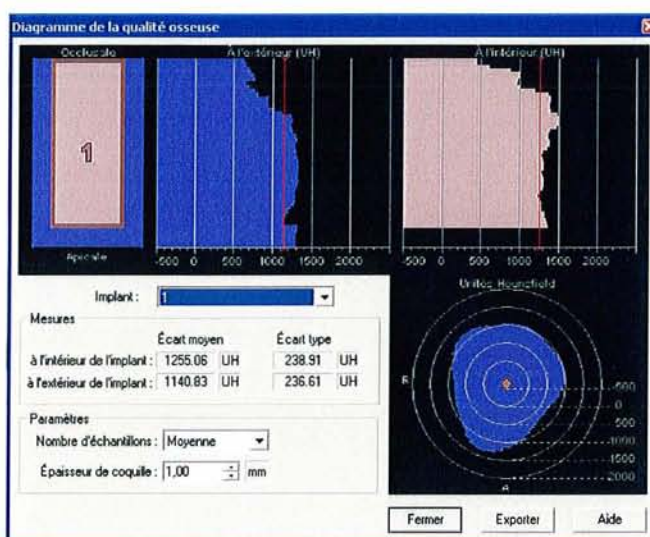 Diagramme de la qualité osseuse
Occlusale
À l'extérieur (UH)
À l'intérieur (UH)
1
Apicale
-500 0 500 1000 1500 2000
-500 0 500 1000 1500 2000
Implant : 1
Unités Hounsfield
Mesures
Écart moyen Écart type
à l'intérieur de l'implant : 1255.06 UH 238.91 UH
à l'extérieur de l'implant : 1140.83 UH 236.61 UH
Paramètres
Nombre d'échantillons : Moyenne
Épaisseur de coquille : 1,00 mm
-500
0
500
1000
1500
2000
A
Fermer Exporter Aide